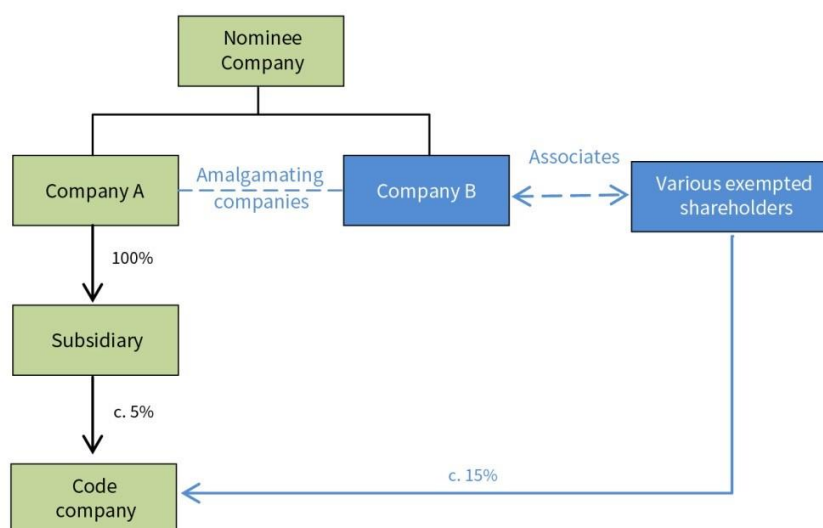 Nominee
Company
Company A
Amalgamating
companies
Company B
Associates
Various exempted
shareholders
100%
Subsidiary
c. 5%
c. 15%
Code
company